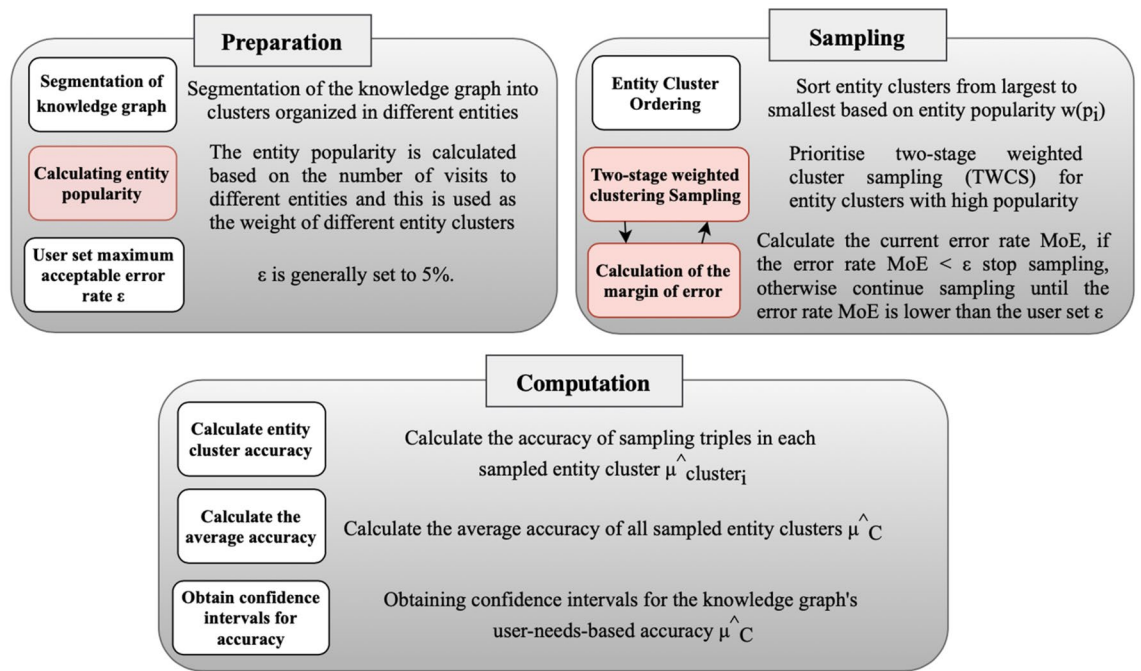 Preparation
Segmentation of
knowledge graph
Segmentation of the knowledge graph into
clusters organized in different entities
Calculating entity
popularity
The entity popularity is calculated
based on the number of visits to
different entities and this is used as
the weight of different entity clusters
User set maximum
acceptable error
rate ε
ε is generally set to 5%.
Sampling
Entity Cluster
Ordering
Sort entity clusters from largest to
smallest based on entity popularity w(pi)
Two-stage weighted
clustering Sampling
Prioritise two-stage weighted
cluster sampling (TWCS) for
entity clusters with high popularity
Calculation of the
margin of error
Calculate the current error rate MoE, if
the error rate MoE < ε stop sampling,
otherwise continue sampling until the
error rate MoE is lower than the user set ε
Computation
Calculate entity
cluster accuracy
Calculate the accuracy of sampling triples in each
sampled entity cluster μ^clusteri
Calculate the
average accuracy
Calculate the average accuracy of all sampled entity clusters μ^C
Obtain confidence
intervals for
accuracy
Obtaining confidence intervals for the knowledge graph's
user-needs-based accuracy μ^C